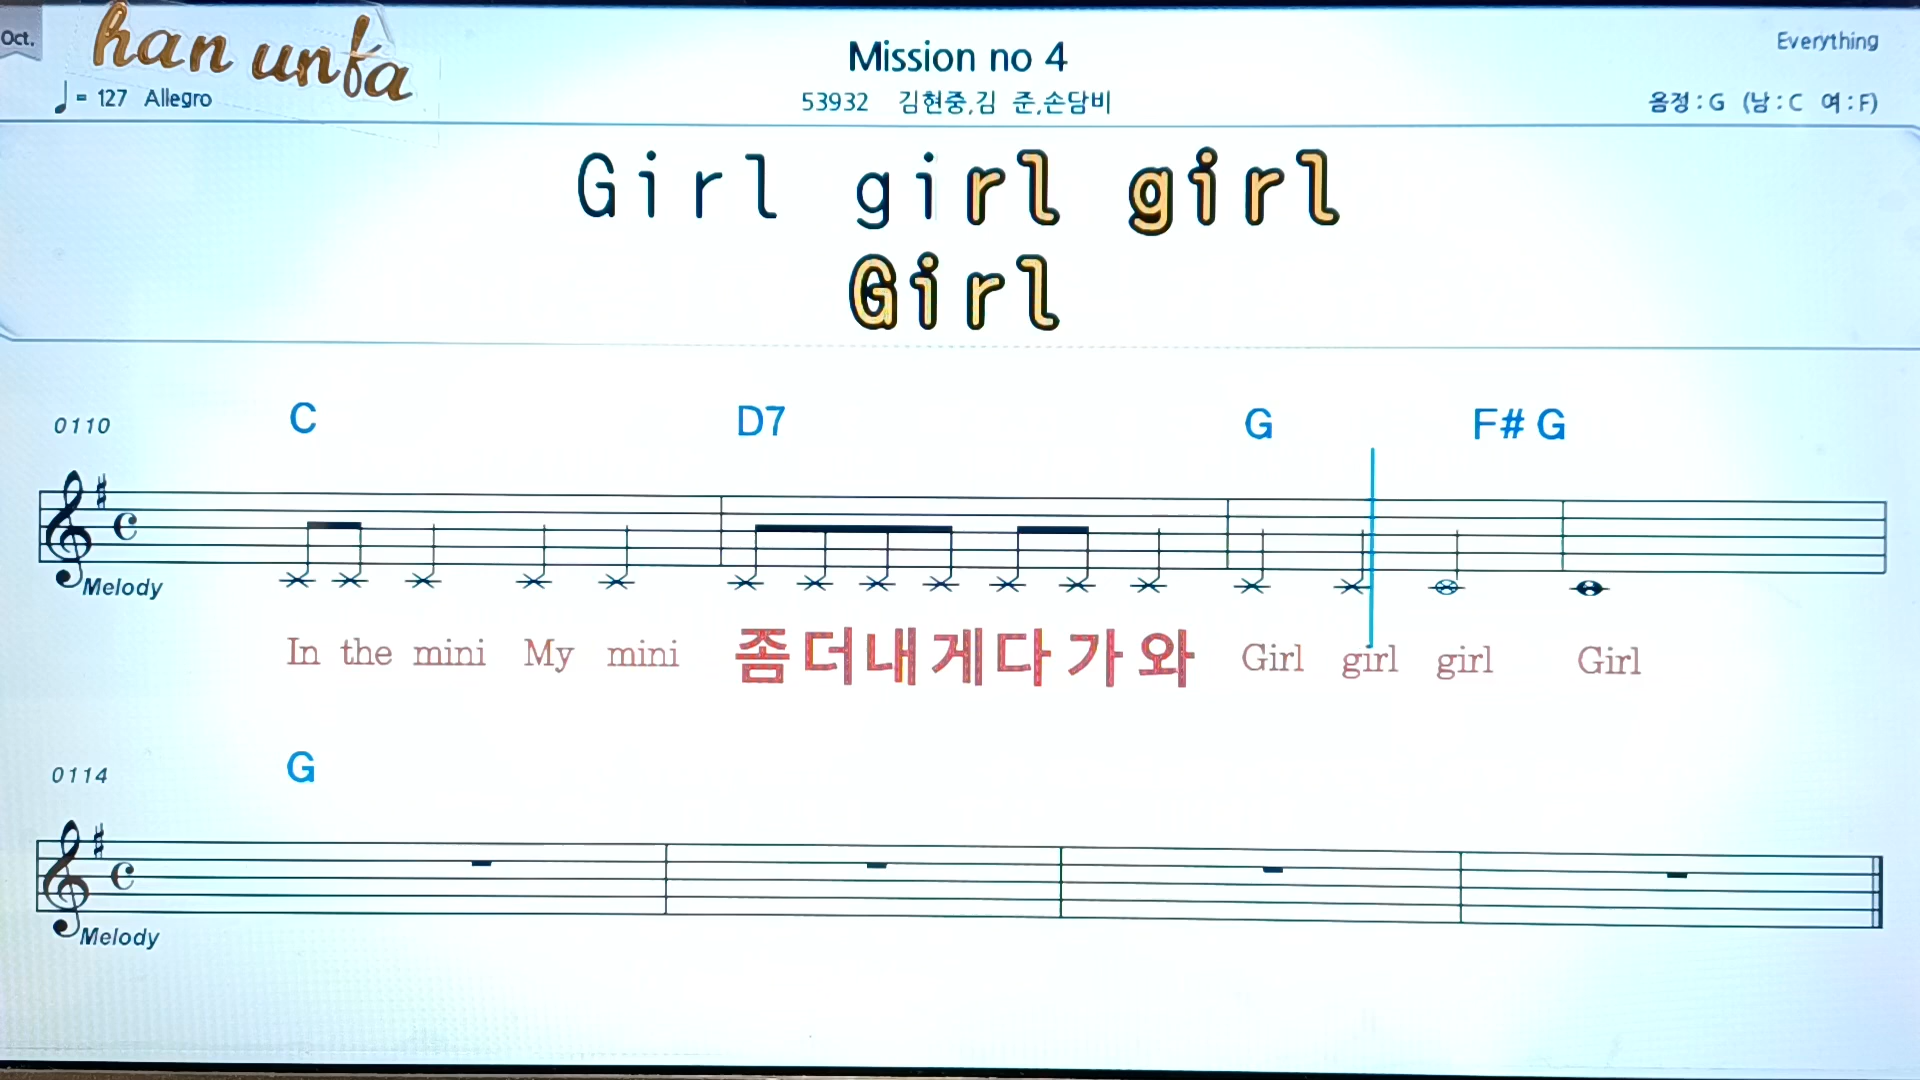 Oct.
han unfa
Mission no 4
Everything
♩= 127 Allegro
53932 김현중,김 준,손담비
음정:G (남:C 여:F)
Girl girl girl
Girl
0110
C D7 G F# G
Melody
In the mini My mini 좀더내게다가와 Girl girl girl Girl
0114
G
Melody